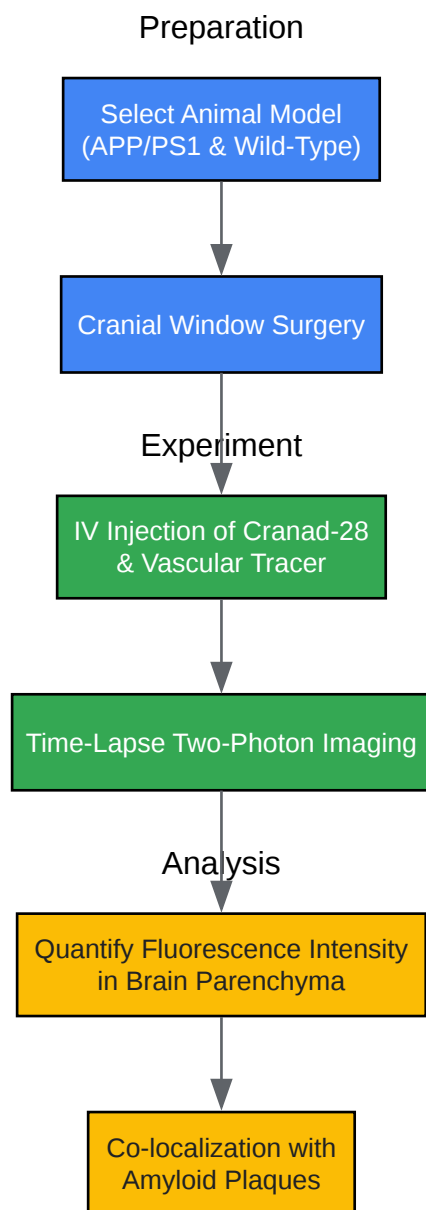 Preparation
Select Animal Model
(APP/PS1 & Wild-Type)
Cranial Window Surgery
Experiment
IV Injection of Cranad-28
& Vascular Tracer
Time-Lapse Two-Photon Imaging
Analysis
Quantify Fluorescence Intensity
in Brain Parenchyma
Co-localization with
Amyloid Plaques